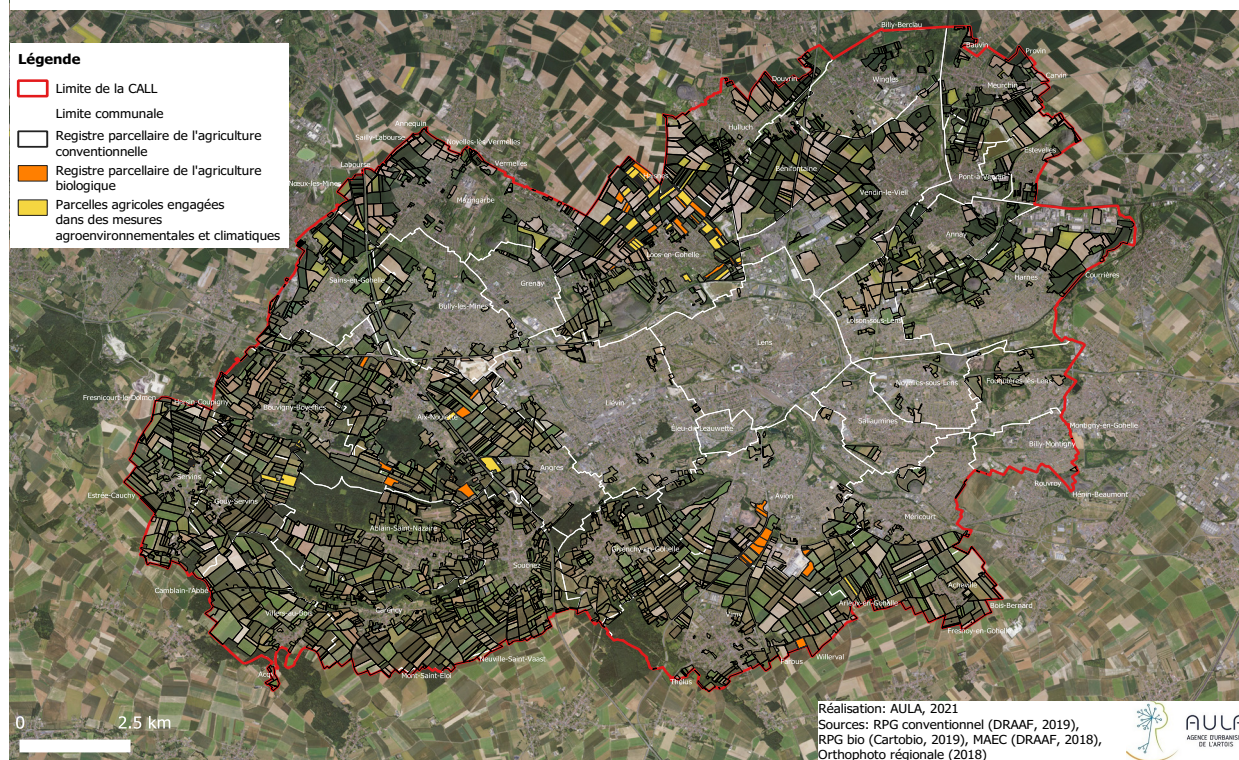 Légende
Limite de la CALL
Limite communale
Registre parcellaire de l'agriculture
conventionnelle
Registre parcellaire de l'agriculture
biologique
Parcelles agricoles engagées
dans des mesures
agroenvironnementales et climatiques
Billy-Berclau
Bauvin
Provin
Carvin
Douvrin
Wingles
Meurchin
Annequin
Sailly-Labourse
Noyelles-lès-Vermelles
Hulluch
Labourse
Vermelles
Estevelles
Bénifontaine
Nœux-les-Mines
Pont-à-Vendin
Vendin-le-Vieil
Mazingarbe
Annay
Loos-en-Gohelle
Sains-en-Gohelle
Grenay
Harnes
Courrières
Bully-les-Mines
Loison-sous-Lens
Lens
Noyelles-sous-Lens
Fouquières-lès-Lens
Fresnicourt-le-Dolmen
Hersin-Coupigny
Bouvigny-Boyeffles
Liévin
Aix-Noulette
Sallaumines
Montigny-en-Gohelle
Éleu-dit-Leauwette
Billy-Montigny
Angres
Servins
Rouvroy
Estrée-Cauchy
Gouy-Servins
Avion
Hénin-Beaumont
Méricourt
Ablain-Saint-Nazaire
Givenchy-en-Gohelle
Souchez
Acheville
Camblain-l'Abbé
Villers-au-Bois
Carency
Vimy
Arleux-en-Gohelle
Bois-Bernard
Fresnoy-en-Gohelle
Neuville-Saint-Vaast
Farbus
Willerval
Acq
Mont-Saint-Eloi
Thélus
0 2.5 km
Réalisation: AULA, 2021
Sources: RPG conventionnel (DRAAF, 2019),
RPG bio (Cartobio, 2019), MAEC (DRAAF, 2018),
Orthophoto régionale (2018)
AULA
AGENCE D'URBANISME
DE L'ARTOIS